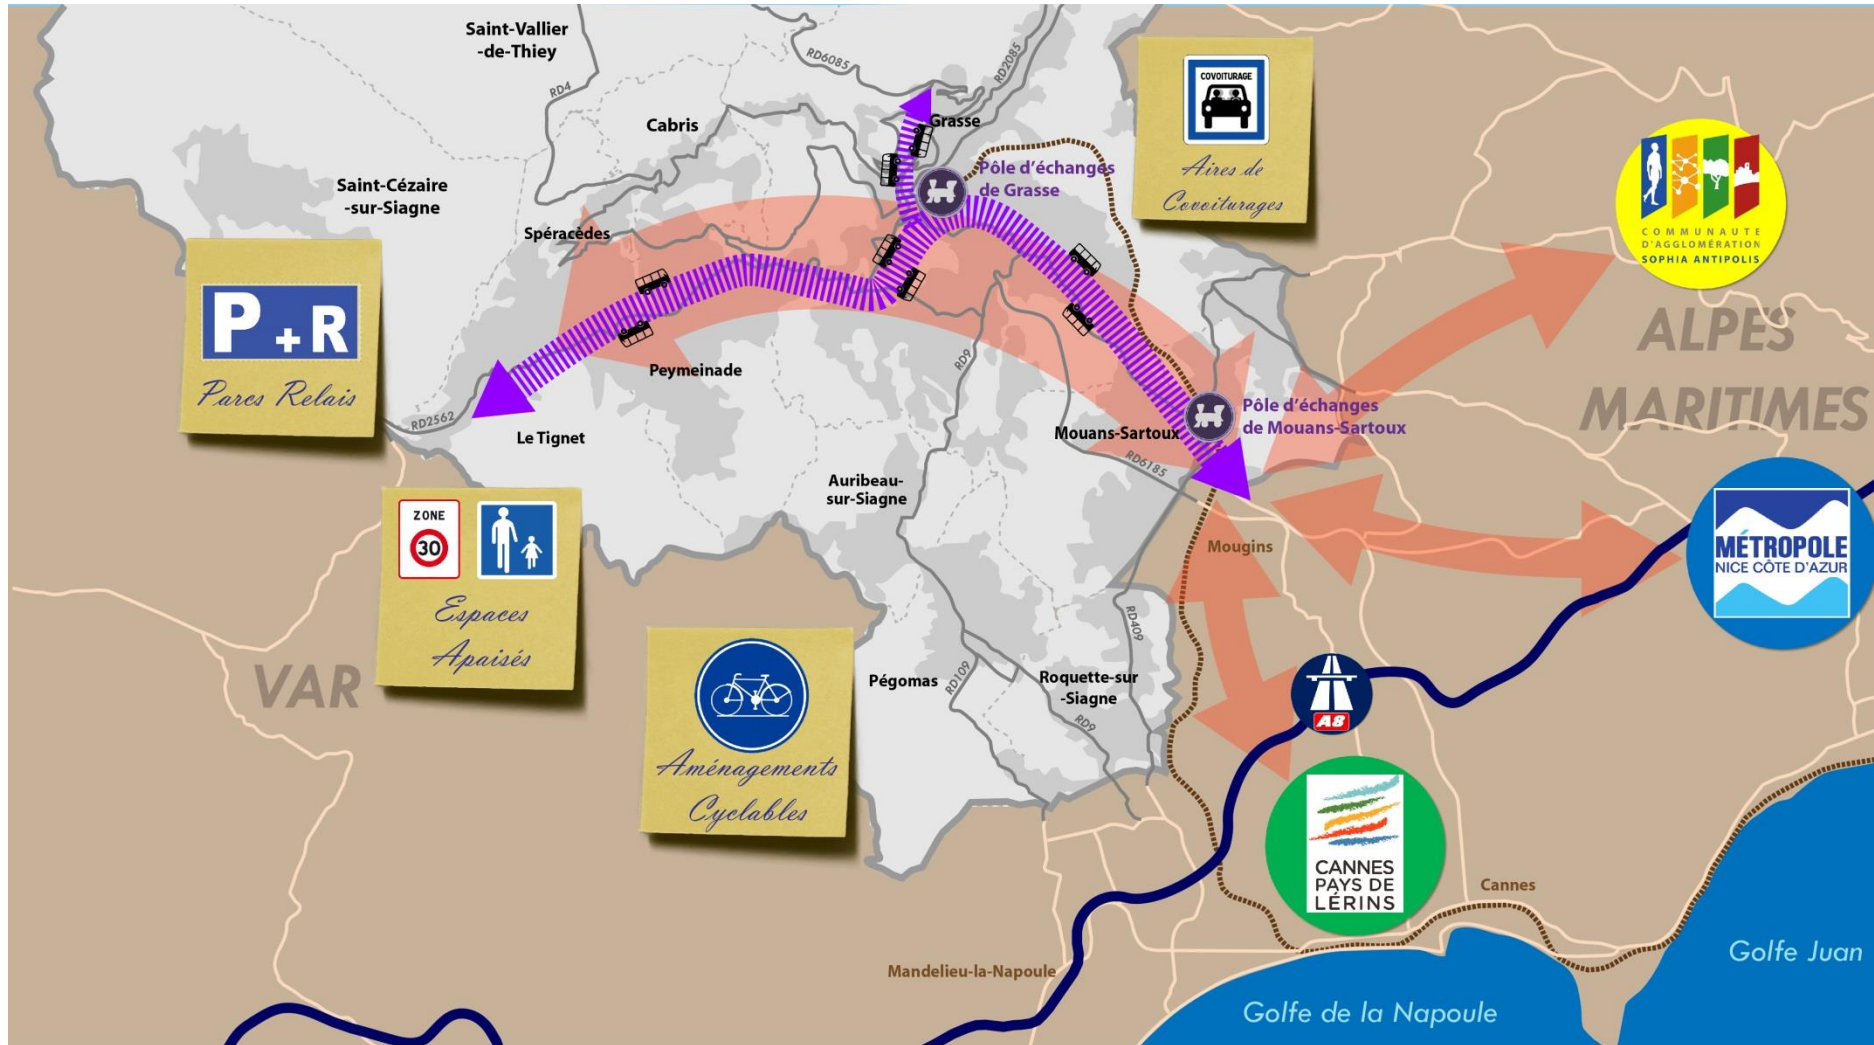 Saint-Vallier
-de-Thiey
RD6085
RD2085
RD4
Cabris
Grasse
COVOITURAGE
Aires de
Covoiturages
Pôle d'échanges
de Grasse
Saint-Cézaire
-sur-Siagne
Spéracèdes
COMMUNAUTE
D'AGGLOMÉRATION
SOPHIA ANTIPOLIS
P + R
Parcs Relais
ALPES
MARITIMES
Peymeinade
RD9
RD2562
Le Tignet
Pôle d'échanges
de Mouans-Sartoux
Mouans-Sartoux
RD6185
Auribeau-
sur-Siagne
ZONE
30
Espaces
Apaisés
Mougins
MÉTROPOLE
NICE CÔTE D'AZUR
VAR
RD409
Pégomas
RD109
Roquette-sur
-Siagne
RD9
A8
Aménagements
Cyclables
CANNES
PAYS DE
LÉRINS
Cannes
Mandelieu-la-Napoule
Golfe Juan
Golfe de la Napoule